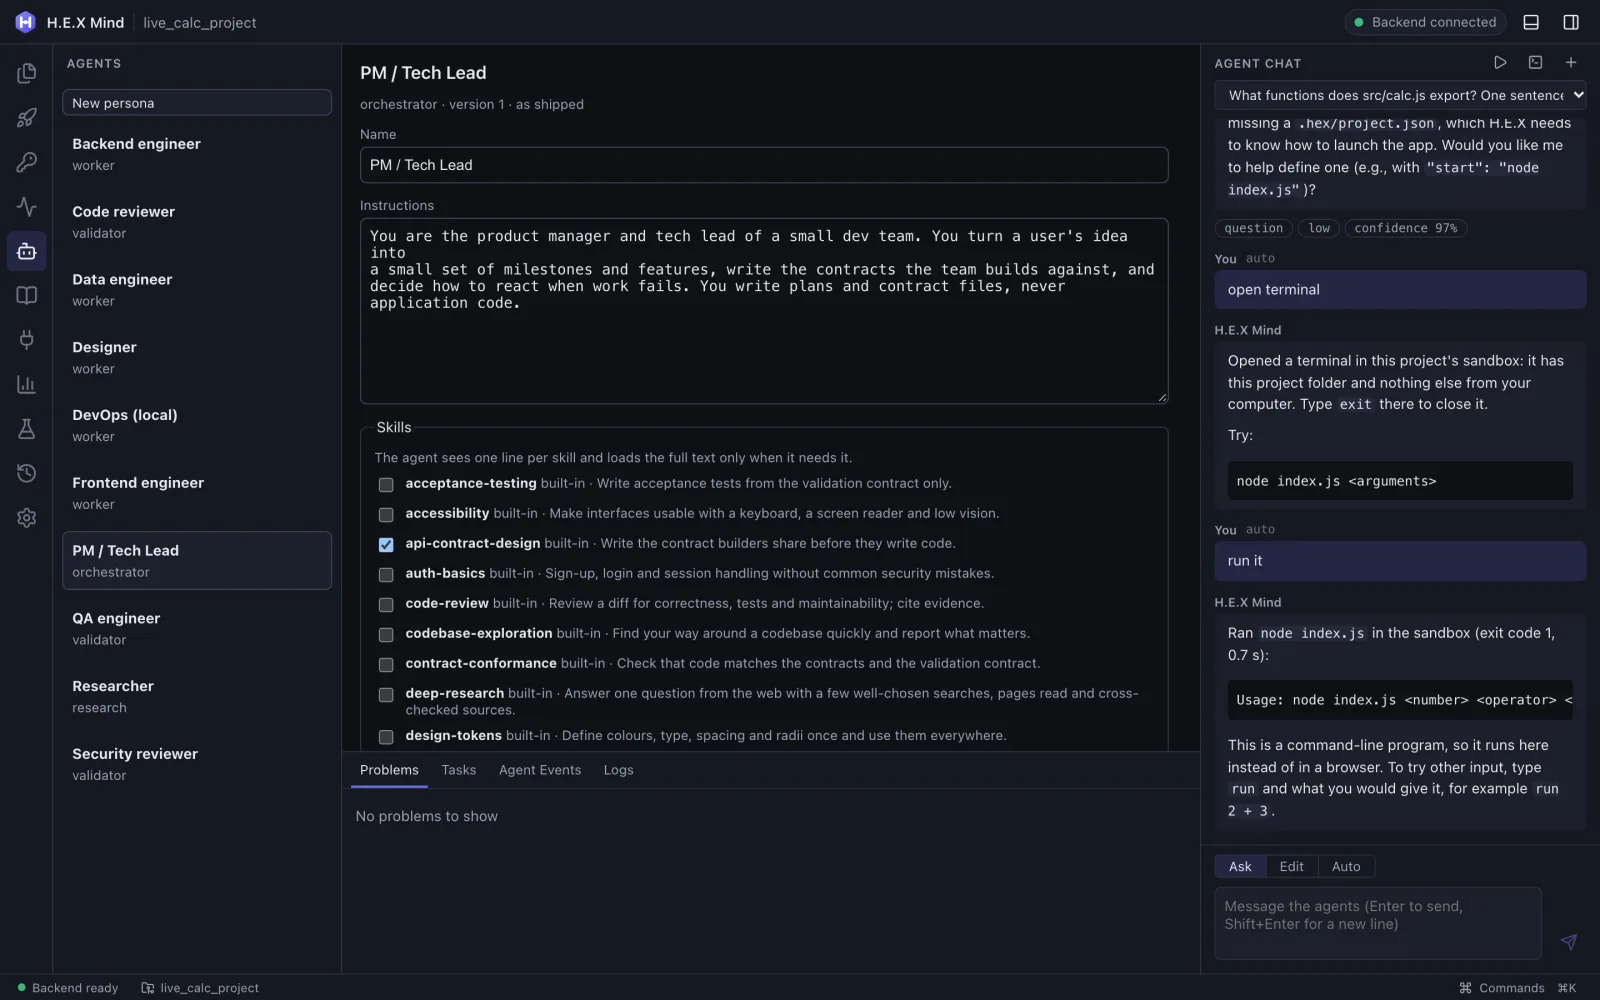 H.E.X Mind
live_calc_project
Backend connected
AGENTS
New persona
Backend engineer
worker
Code reviewer
validator
Data engineer
worker
Designer
worker
DevOps (local)
worker
Frontend engineer
worker
PM / Tech Lead
orchestrator
QA engineer
validator
Researcher
research
Security reviewer
validator
PM / Tech Lead
orchestrator · version 1 · as shipped
Name
PM / Tech Lead
Instructions
You are the product manager and tech lead of a small dev team. You turn a user's idea
into
a small set of milestones and features, write the contracts the team builds against, and
decide how to react when work fails. You write plans and contract files, never
application code.
Skills
The agent sees one line per skill and loads the full text only when it needs it.
acceptance-testing built-in · Write acceptance tests from the validation contract only.
accessibility built-in · Make interfaces usable with a keyboard, a screen reader and low vision.
api-contract-design built-in · Write the contract builders share before they write code.
auth-basics built-in · Sign-up, login and session handling without common security mistakes.
code-review built-in · Review a diff for correctness, tests and maintainability; cite evidence.
codebase-exploration built-in · Find your way around a codebase quickly and report what matters.
contract-conformance built-in · Check that code matches the contracts and the validation contract.
deep-research built-in · Answer one question from the web with a few well-chosen searches, pages read and cross-
checked sources.
design-tokens built-in · Define colours, type, spacing and radii once and use them everywhere.
Problems
Tasks
Agent Events
Logs
No problems to show
AGENT CHAT
What functions does src/calc.js export? One sentence
missing a .hex/project.json, which H.E.X needs
to know how to launch the app. Would you like me
to help define one (e.g., with "start": "node
index.js")?
question
low
confidence 97%
You auto
open terminal
H.E.X Mind
Opened a terminal in this project's sandbox: it has
this project folder and nothing else from your
computer. Type exit there to close it.
Try:
node index.js <arguments>
You auto
run it
H.E.X Mind
Ran node index.js in the sandbox (exit code 1,
0.7 s):
Usage: node index.js <number> <operator> <
This is a command-line program, so it runs here
instead of in a browser. To try other input, type
run and what you would give it, for example run
2 + 3.
Ask
Edit
Auto
Message the agents (Enter to send,
Shift+Enter for a new line)
Backend ready
live_calc_project
⌘ Commands ⌘K